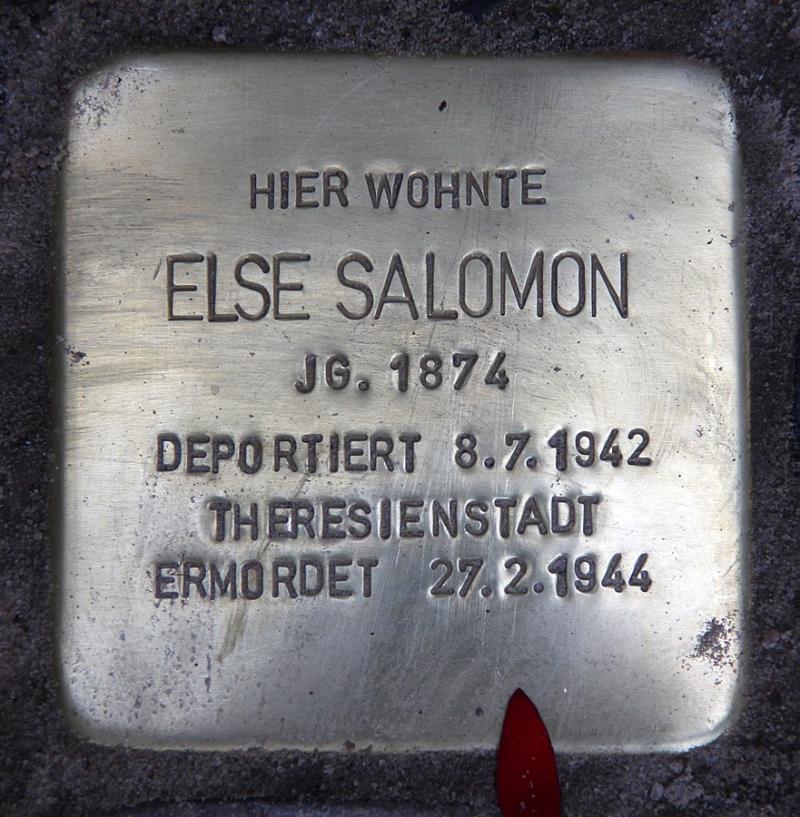 HIER WOHNTE
ELSE SALOMON
JG. 1874
DEPORTIERT 8.7.1942
THERESIENSTADT
ERMORDET 27.2.1944